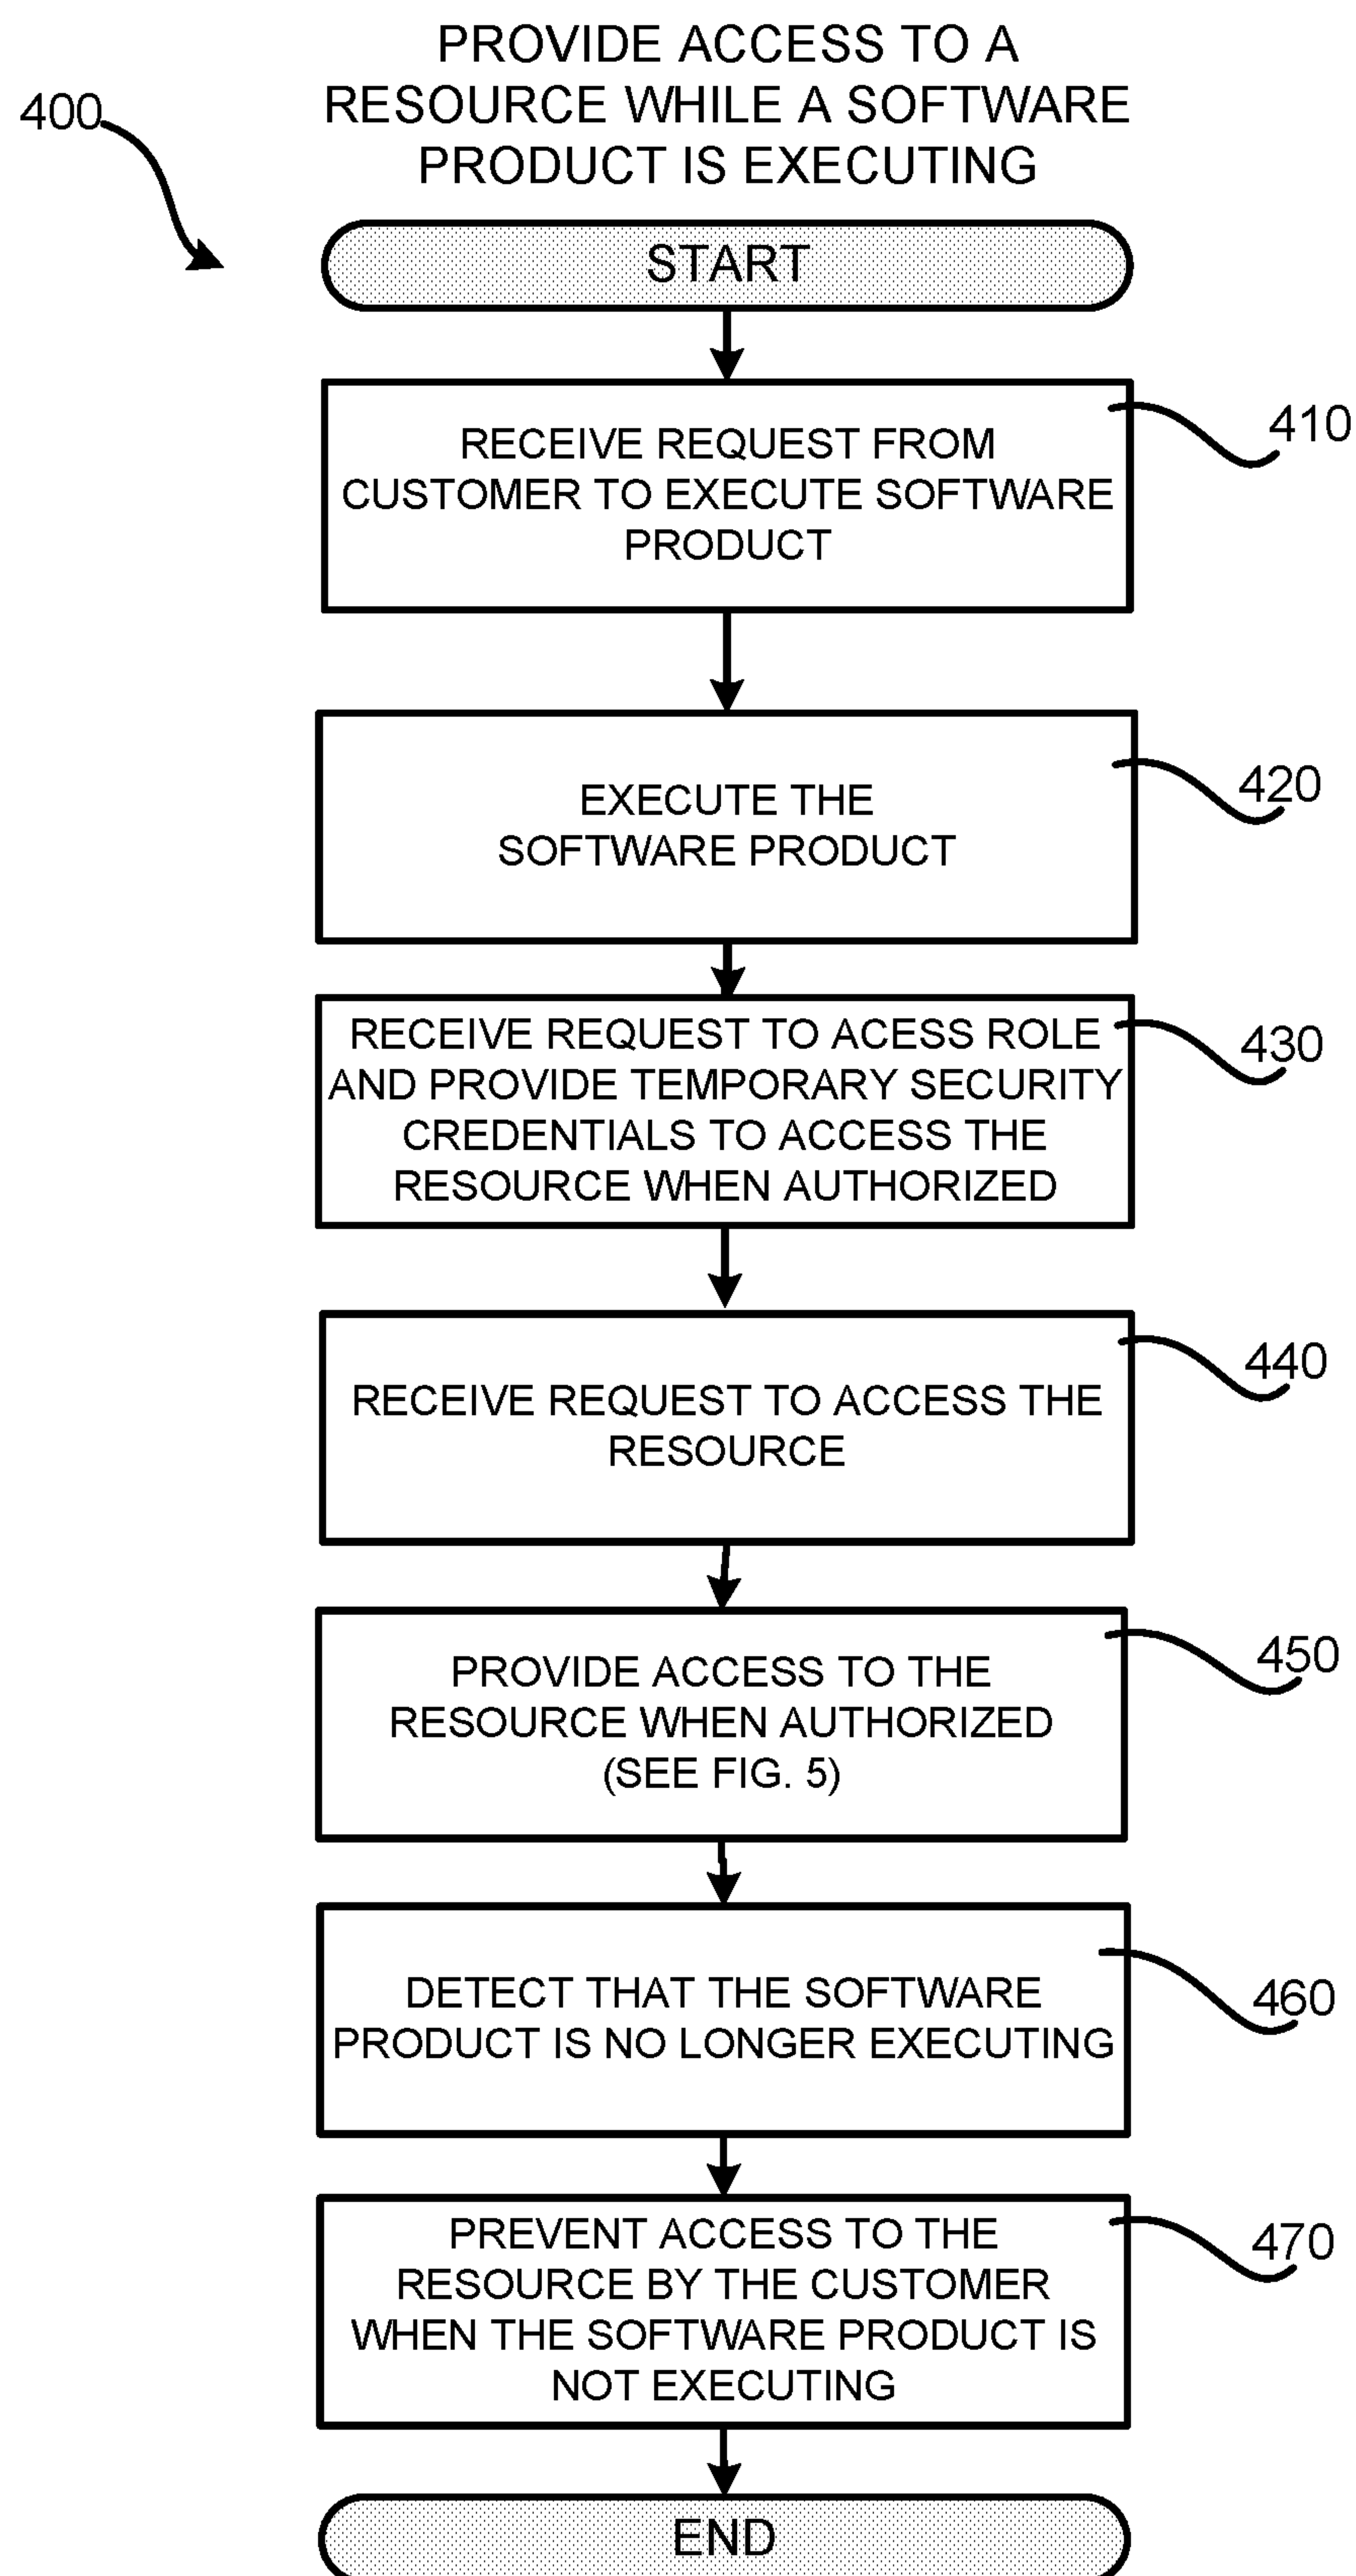 PROVIDE ACCESS TO A
RESOURCE WHILE A SOFTWARE
PRODUCT IS EXECUTING
400
START
RECEIVE REQUEST FROM
CUSTOMER TO EXECUTE SOFTWARE
PRODUCT
410
EXECUTE THE
SOFTWARE PRODUCT
420
RECEIVE REQUEST TO ACESS ROLE
AND PROVIDE TEMPORARY SECURITY
CREDENTIALS TO ACCESS THE
RESOURCE WHEN AUTHORIZED
430
RECEIVE REQUEST TO ACCESS THE
RESOURCE
440
PROVIDE ACCESS TO THE
RESOURCE WHEN AUTHORIZED
(SEE FIG. 5)
450
DETECT THAT THE SOFTWARE
PRODUCT IS NO LONGER EXECUTING
460
PREVENT ACCESS TO THE
RESOURCE BY THE CUSTOMER
WHEN THE SOFTWARE PRODUCT IS
NOT EXECUTING
470
END